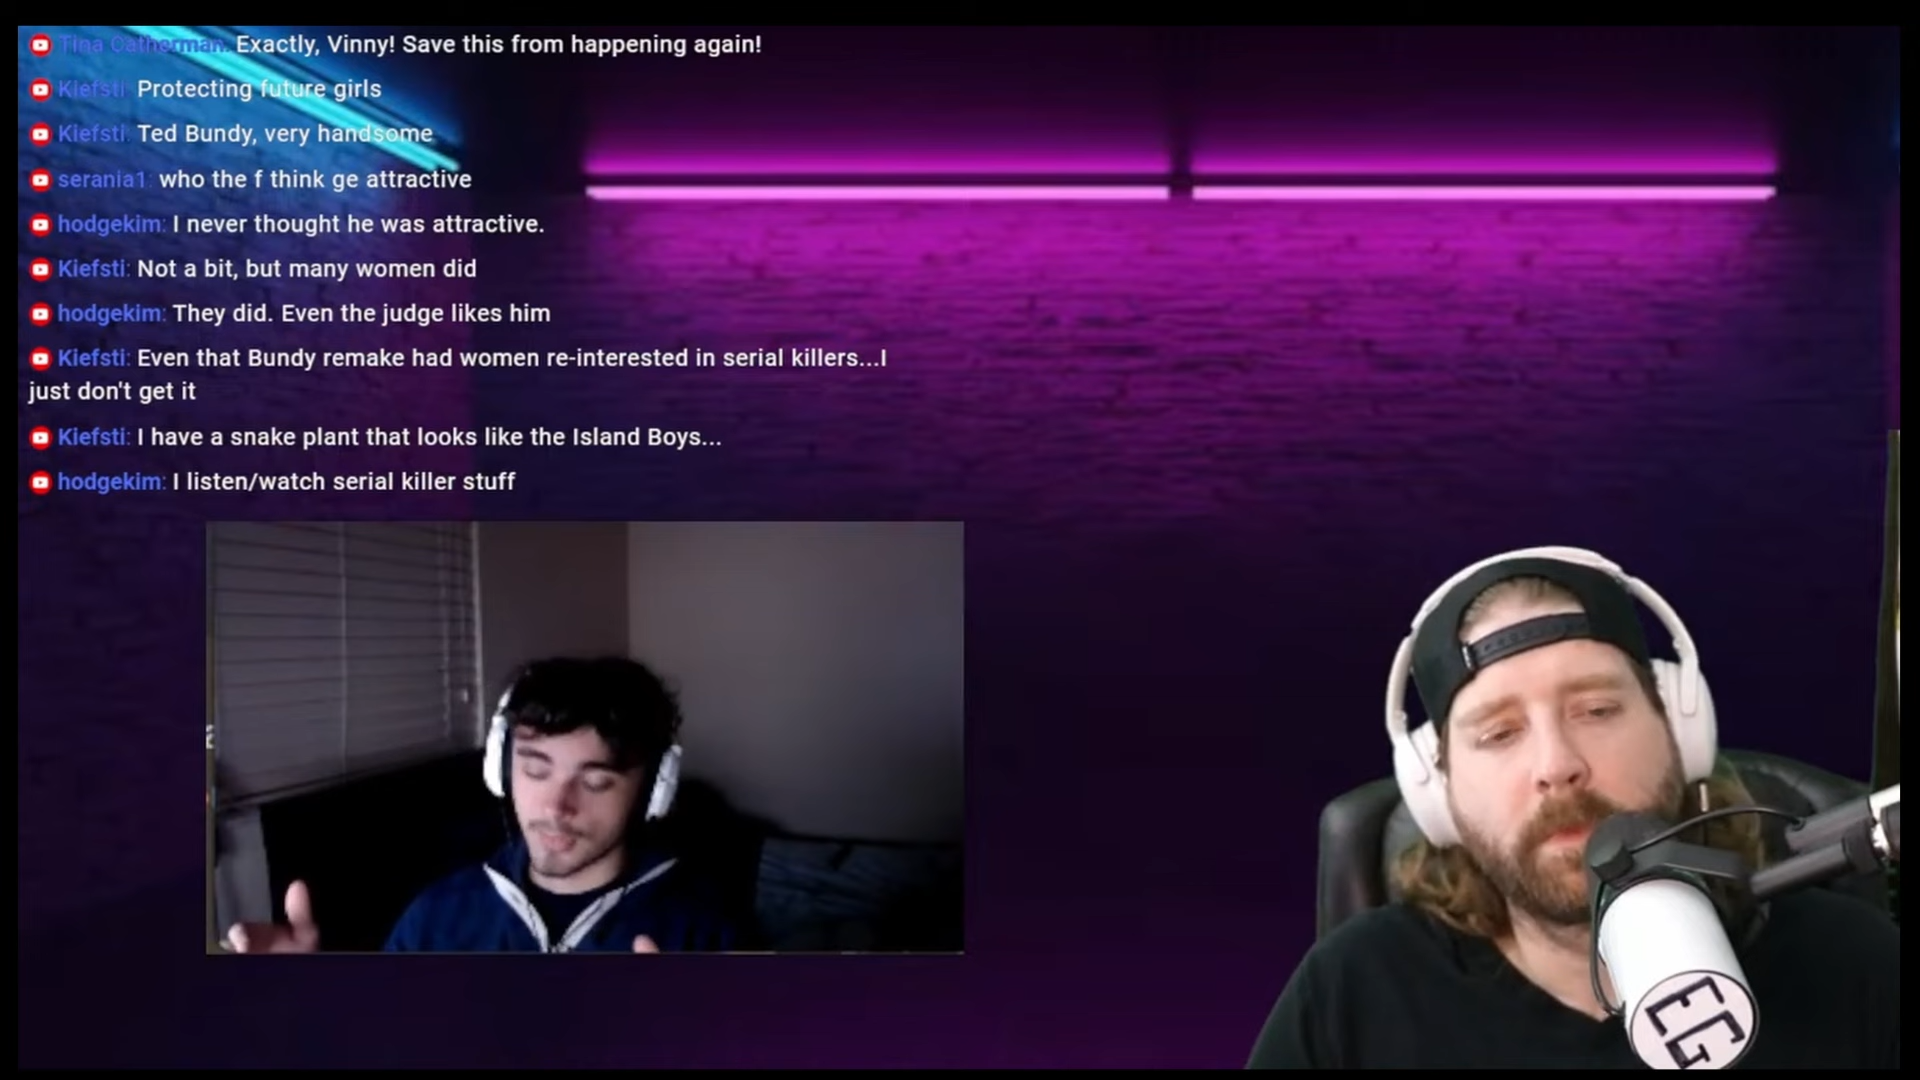 Tina Catherman: Exactly, Vinny! Save this from happening again!
Kiefsti: Protecting future girls
Kiefsti: Ted Bundy, very handsome
serania1: who the f think ge attractive
hodgekim: I never thought he was attractive.
Kiefsti: Not a bit, but many women did
hodgekim: They did. Even the judge likes him
Kiefsti: Even that Bundy remake had women re-interested in serial killers...I
just don't get it
Kiefsti: I have a snake plant that looks like the Island Boys...
hodgekim: I listen/watch serial killer stuff
EG